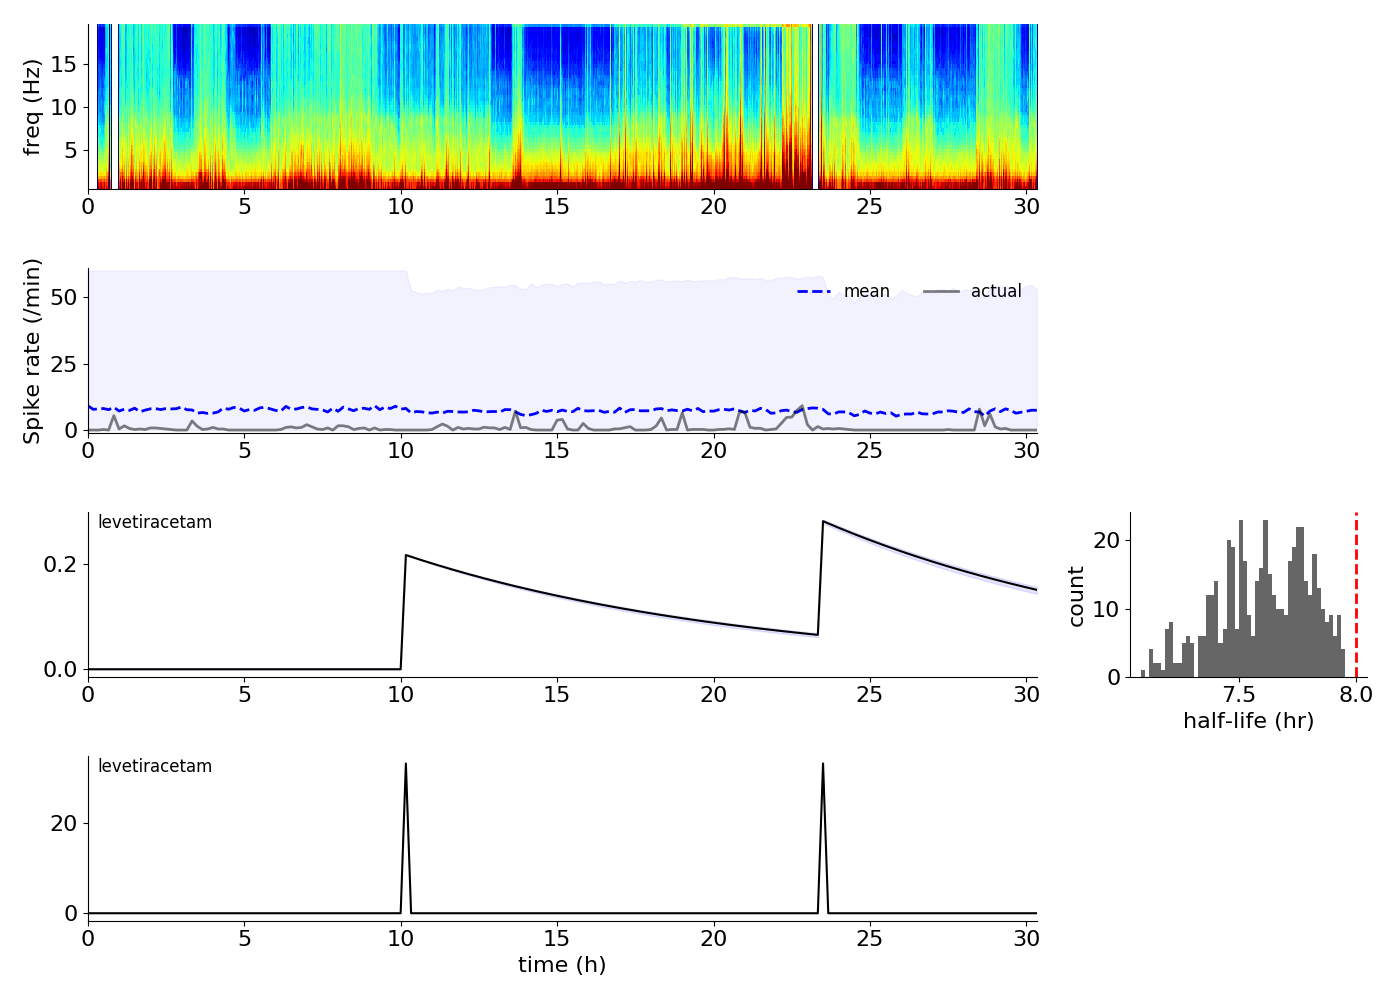 freq (Hz)
15
10
5
0 5 10 15 20 25 30
Spike rate (/min)
50
25
0
mean actual
0 5 10 15 20 25 30
levetiracetam
0.2
0.0
0 5 10 15 20 25 30
count
20
10
0
7.5 8.0
half-life (hr)
levetiracetam
20
0
0 5 10 15 20 25 30
time (h)